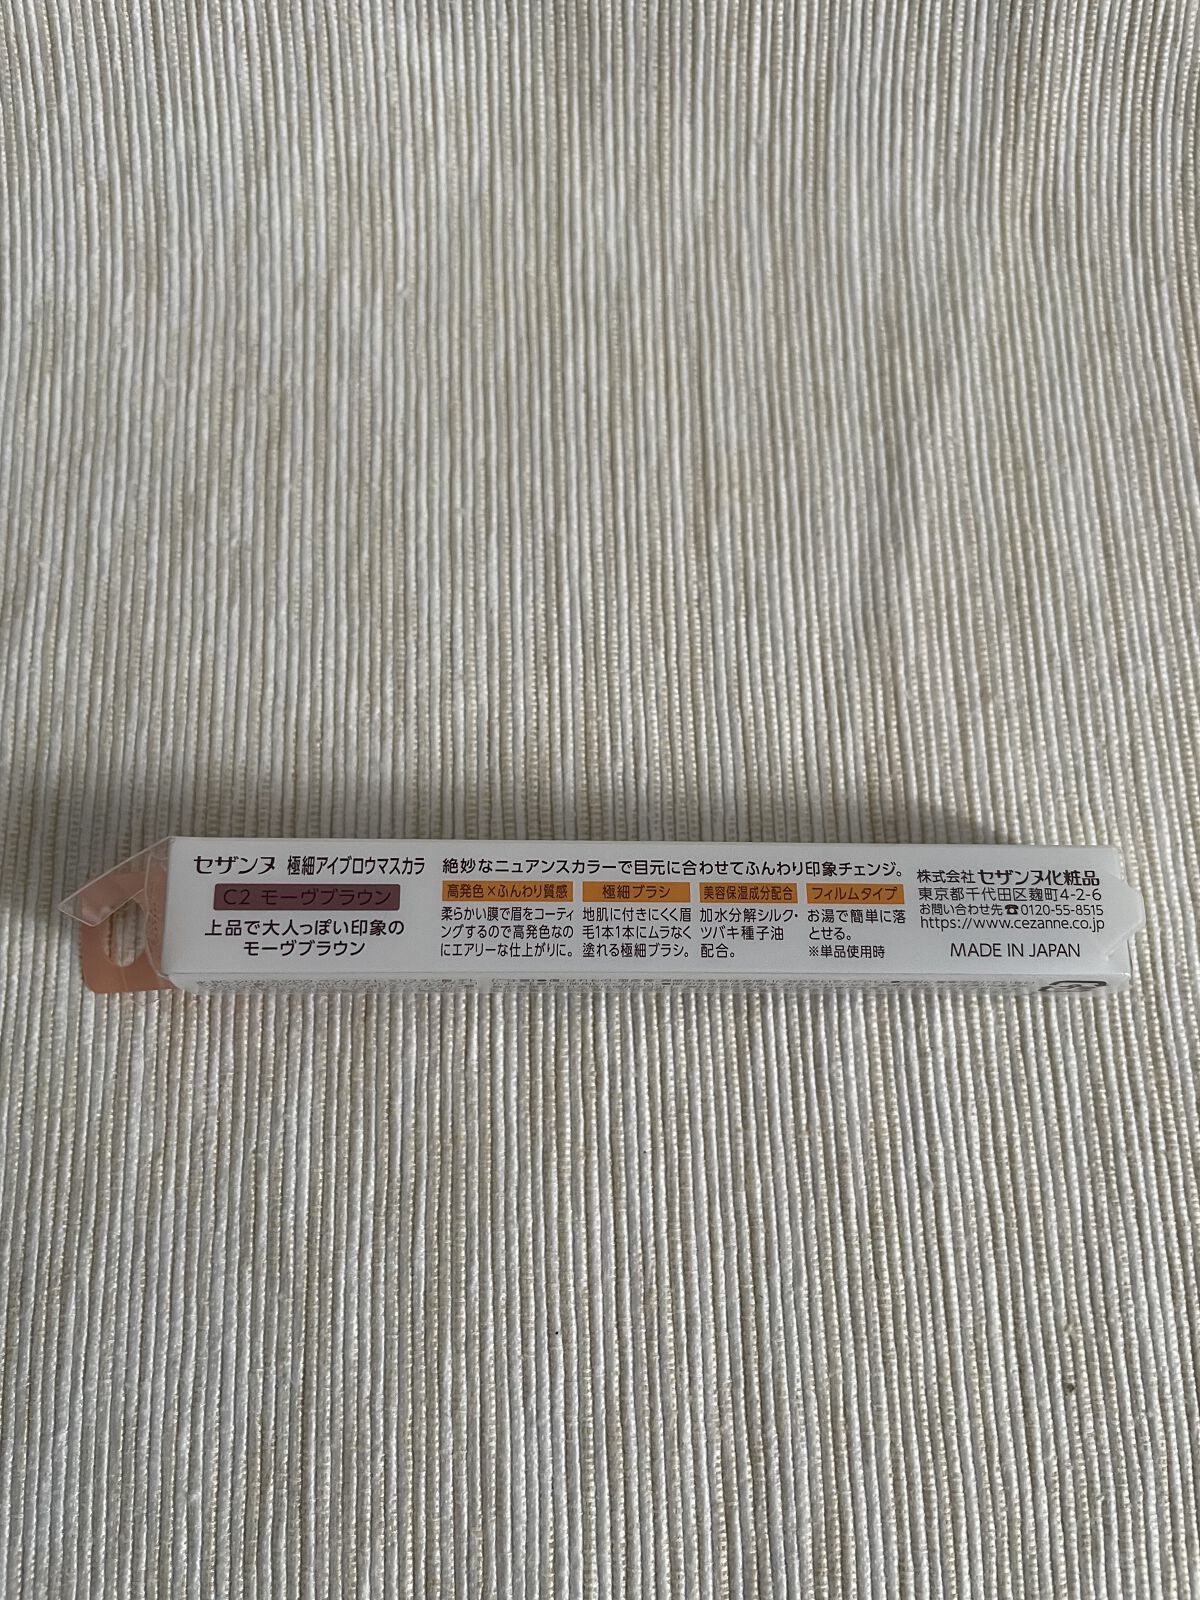 セザンヌ 極細アイブロウマスカラ
C2 モーヴブラウン
上品で大人っぽい印象の
モーヴブラウン
絶妙なニュアンスカラーで目元に合わせてふんわり印象チェンジ。
高発色×ふんわり質感
柔らかい膜で眉をコーティ
ングするので高発色なの
にエアリーな仕上がりに。
極細ブラシ
地肌に付きにくく眉
毛1本1本にムラなく
塗れる極細ブラシ。
美容保湿成分配合
加水分解シルク・
ツバキ種子油
配合。
フィルムタイプ
お湯で簡単に落
とせる。
※単品使用時
株式会社 セザンヌ化粧品
東京都千代田区麹町4-2-6
お問い合わせ先☎0120-55-8515
https://www.cezanne.co.jp
MADE IN JAPAN